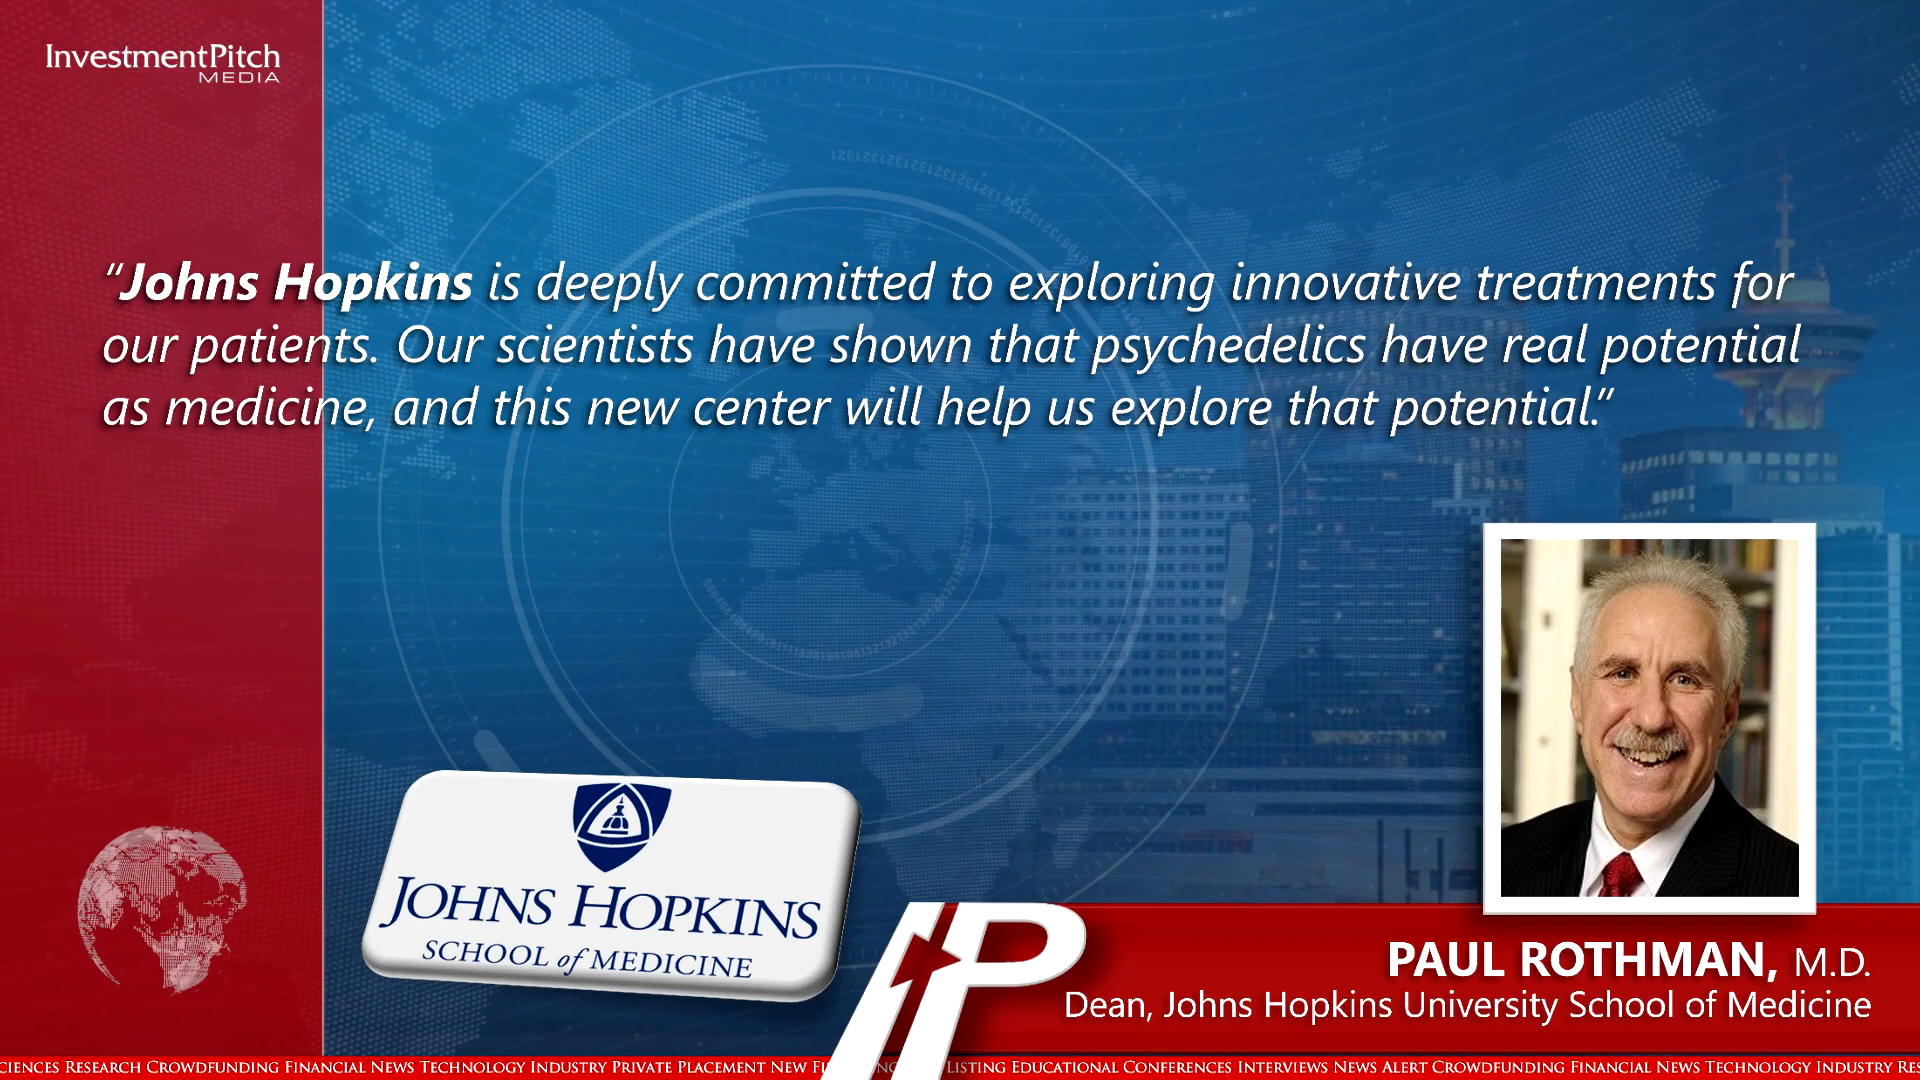 InvestmentPitch
MEDIA
“Johns Hopkins is deeply committed to exploring innovative treatments for
our patients. Our scientists have shown that psychedelics have real potential
as medicine, and this new center will help us explore that potential.”
JOHNS HOPKINS
SCHOOL of MEDICINE
IP
PAUL ROTHMAN, M.D.
Dean, Johns Hopkins University School of Medicine
RESEARCH CROWDFUNDING FINANCIAL NEWS TECHNOLOGY INDUSTRY PRIVATE PLACEMENT NEW LISTING EDUCATIONAL CONFERENCES INTERVIEWS NEWS ALERT CROWDFUNDING FINANCIAL NEWS TECHNOLOGY INDUSTRY